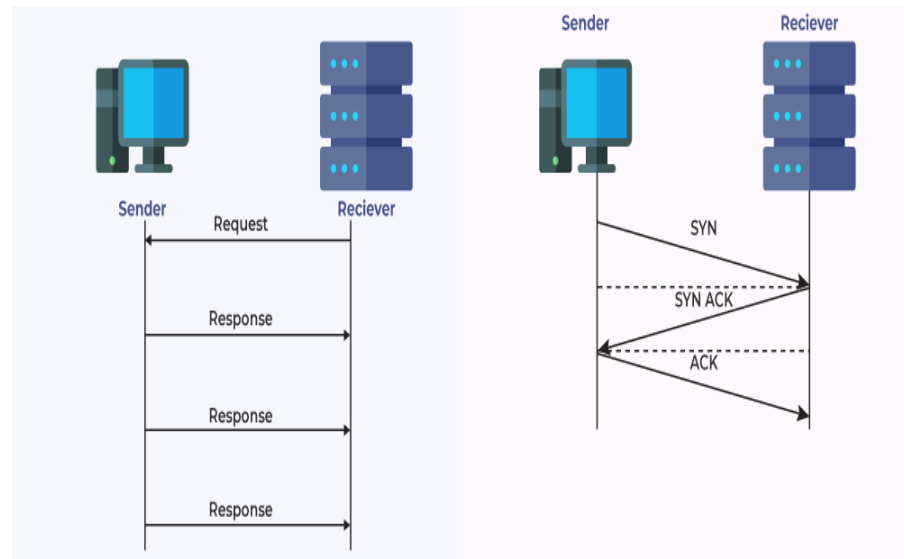 Sender
Reciever
Request
Response
Response
Response
Sender
Reciever
SYN
SYN ACK
ACK